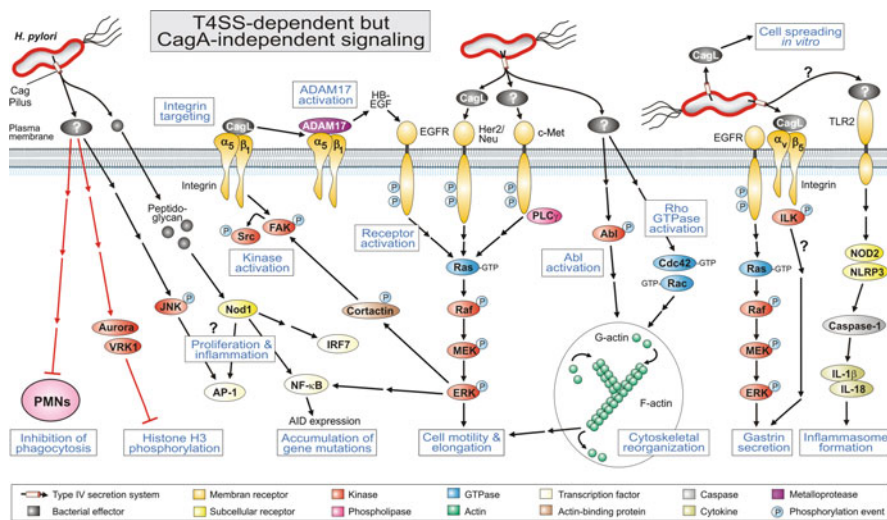 T4SS-dependent but
CagA-independent signaling
H. pylori
Cag
Pilus
Plasma
membrane
?
Integrin
targeting
CagL
α5
β1
Integrin
ADAM17
activation
ADAM17
α5
β1
HB-
EGF
EGFR
CagL
?
Her2/
Neu
c-Met
?
CagL
Cell spreading
in vitro
?
?
EGFR
CagL
αv
β5
Integrin
TLR2
Peptido-
glycan
Src
FAK
P
Kinase
activation
P
P
Receptor
activation
P
P
P
P
PLCγ
Abl
P
Abl
activation
Rho
GTPase
activation
P
P
ILK
P
?
NOD2
NLRP3
JNK
P
Nod1
?
Proliferation &
inflammation
IRF7
AP-1
NF-κB
AID expression
Cortactin
P
Ras
GTP
Raf
P
MEK
P
ERK
P
Cdc42
GTP
GTP
Rac
G-actin
F-actin
Ras
GTP
Raf
P
MEK
P
ERK
P
Caspase-1
IL-1β
IL-18
Aurora
VRK1
PMNs
Inhibition of
phagocytosis
Histone H3
phosphorylation
Accumulation of
gene mutations
Cell motility &
elongation
Cytoskeletal
reorganization
Gastrin
secretion
Inflammasome
formation
Type IV secretion system
Membran receptor
Kinase
GTPase
Transcription factor
Caspase
Metalloprotease
Bacterial effector
Subcellular receptor
Phospholipase
Actin
Actin-binding protein
Cytokine
P
Phosphorylation event